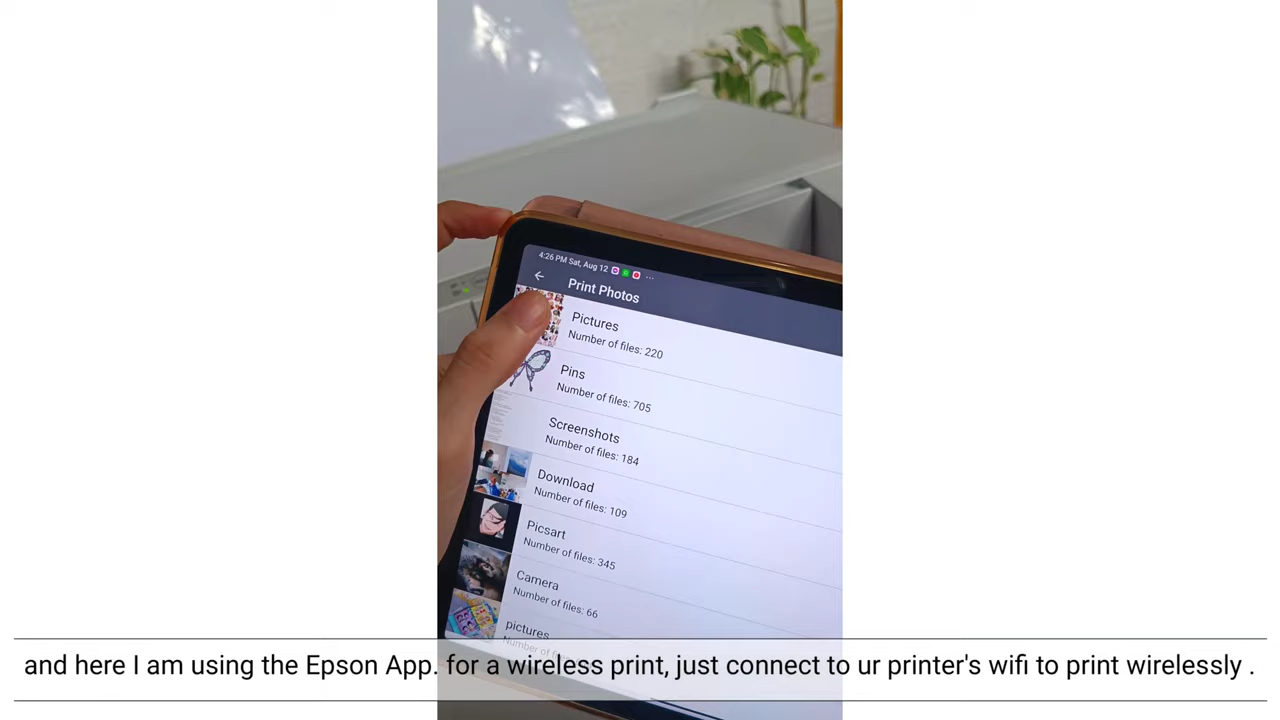 4:26 PM Sat, Aug 12
Print Photos
Pictures
Number of files: 220
Pins
Number of files: 705
Screenshots
Number of files: 184
Download
Number of files: 109
Picsart
Number of files: 345
Camera
Number of files: 66
pictures
Number of
and here I am using the Epson App. for a wireless print, just connect to ur printer's wifi to print wirelessly .